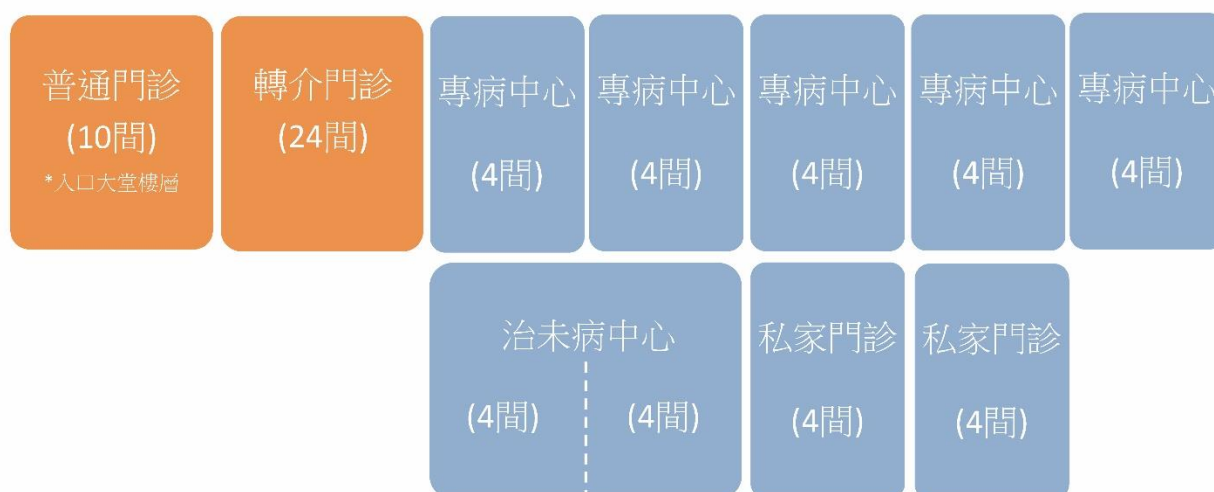 普通門診
(10間)
*入口大堂樓層
轉介門診
(24間)
專病中心
(4間)
專病中心
(4間)
專病中心
(4間)
專病中心
(4間)
專病中心
(4間)
治未病中心
(4間)
(4間)
私家門診
(4間)
私家門診
(4間)